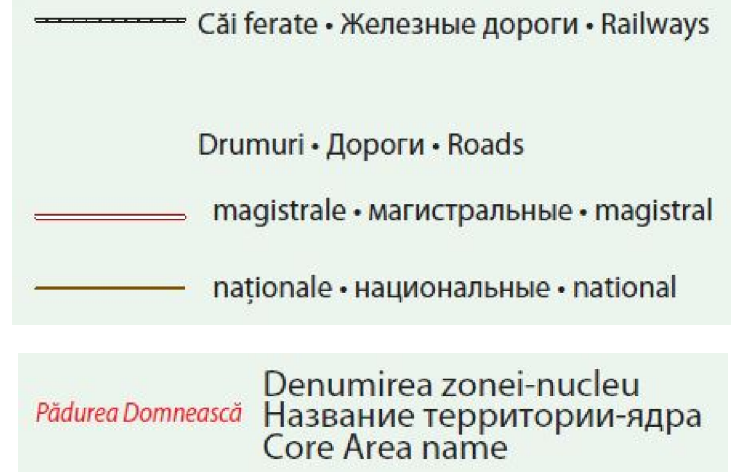 Căi ferate • Железные дороги • Railways
Drumuri • Дороги • Roads
magistrale • магистральные • magistral
naționale • национальные • national
Pădurea Domnească
Denumirea zonei-nucleu
Название территории-ядра
Core Area name